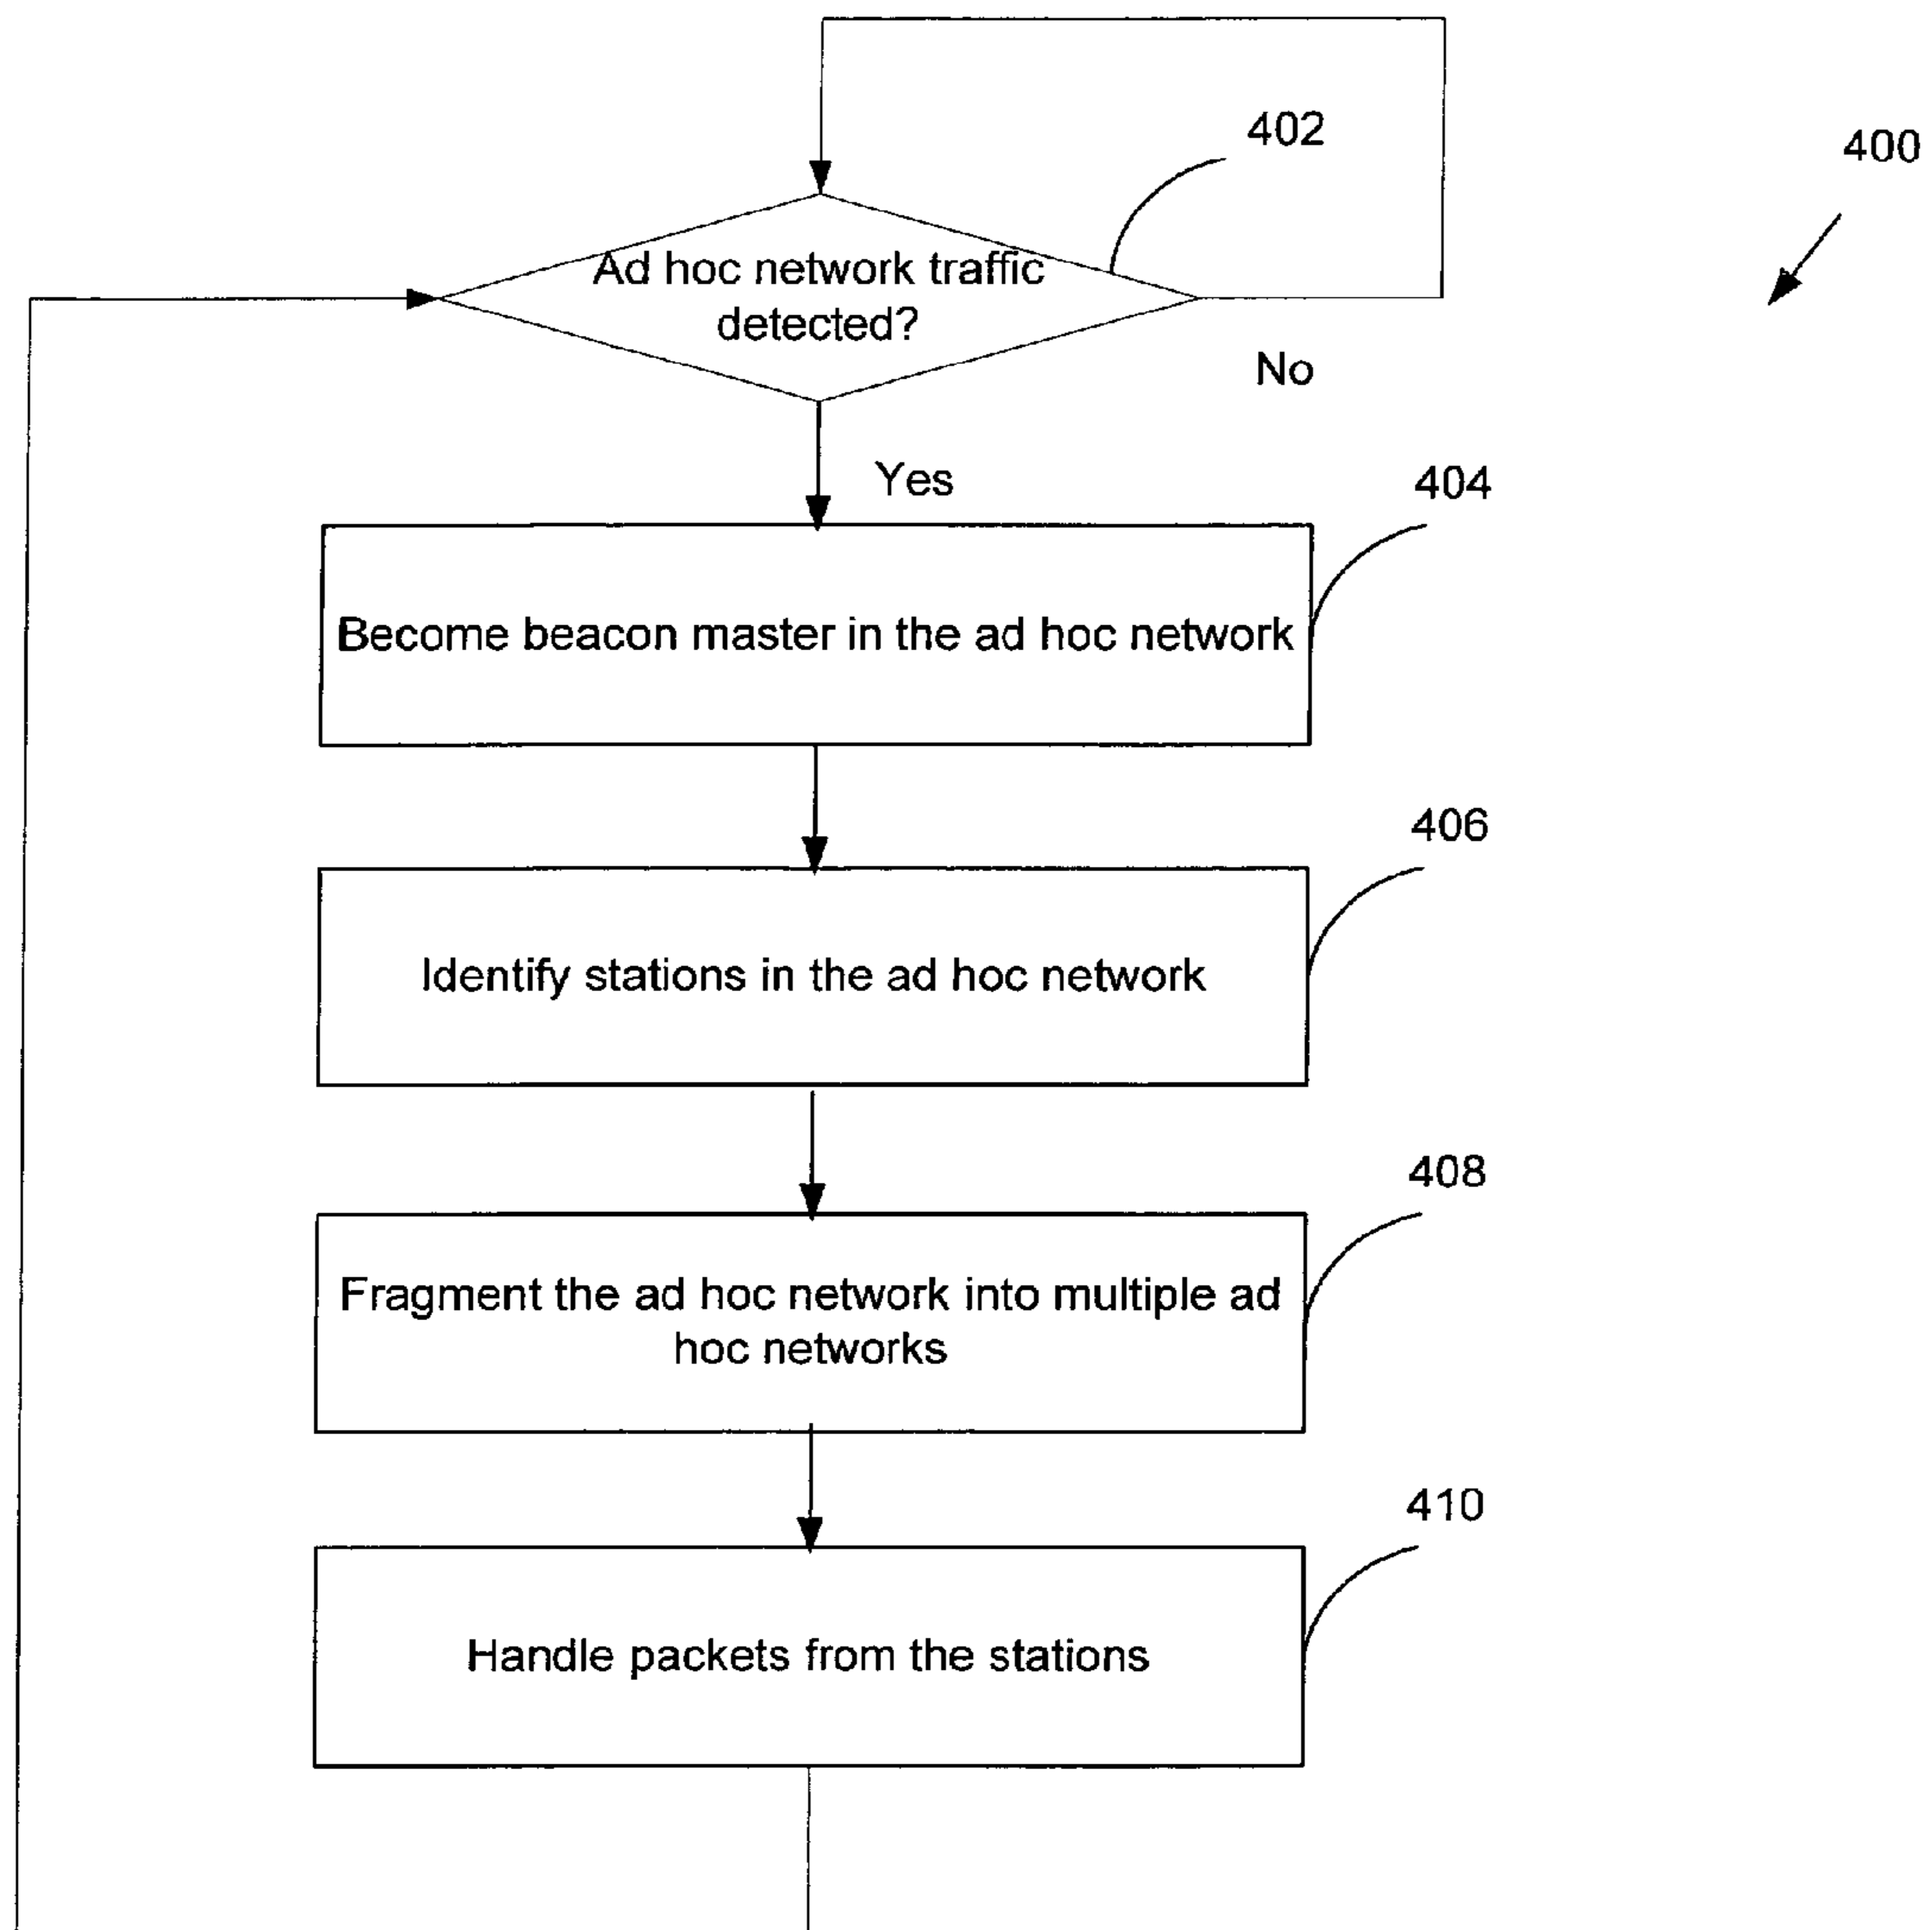 402
400
Ad hoc network traffic
detected?
No
Yes
404
Become beacon master in the ad hoc network
406
Identify stations in the ad hoc network
408
Fragment the ad hoc network into multiple ad
hoc networks
410
Handle packets from the stations